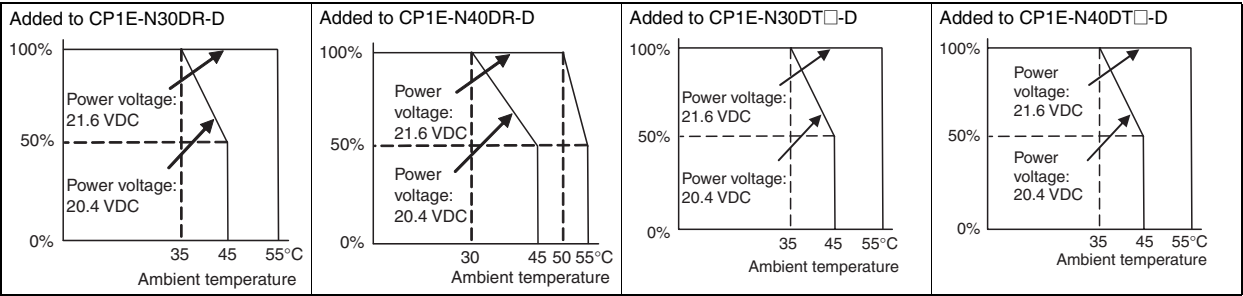 Added to CP1E-N30DR-D
100%
Power voltage:
21.6 VDC
50%
Power voltage:
20.4 VDC
0%
35 45 55°C
Ambient temperature
Added to CP1E-N40DR-D
100%
Power
voltage:
21.6 VDC
50%
Power
voltage:
20.4 VDC
0%
30 45 50 55°C
Ambient temperature
Added to CP1E-N30DT□-D
100%
Power voltage:
21.6 VDC
50%
Power voltage:
20.4 VDC
0%
35 45 55°C
Ambient temperature
Added to CP1E-N40DT□-D
100%
Power
voltage:
21.6 VDC
50%
Power
voltage:
20.4 VDC
0%
35 45 55°C
Ambient temperature